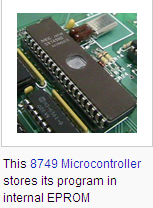 This 8749 Microcontroller
stores its program in
internal EPROM